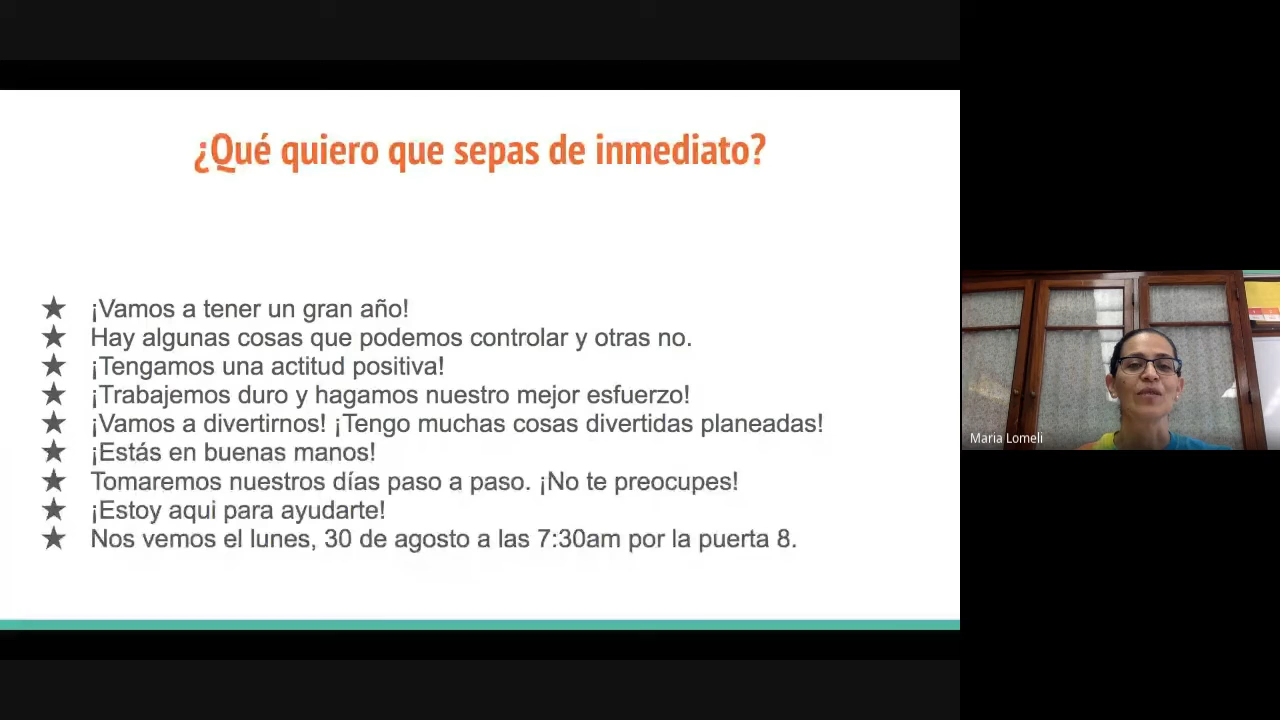 ¿Qué quiero que sepas de inmediato?
★ ¡Vamos a tener un gran año!
★ Hay algunas cosas que podemos controlar y otras no.
★ ¡Tengamos una actitud positiva!
★ ¡Trabajemos duro y hagamos nuestro mejor esfuerzo!
★ ¡Vamos a divertirnos! ¡Tengo muchas cosas divertidas planeadas!
★ ¡Estás en buenas manos!
★ Tomaremos nuestros días paso a paso. ¡No te preocupes!
★ ¡Estoy aqui para ayudarte!
★ Nos vemos el lunes, 30 de agosto a las 7:30am por la puerta 8.
Maria Lomeli